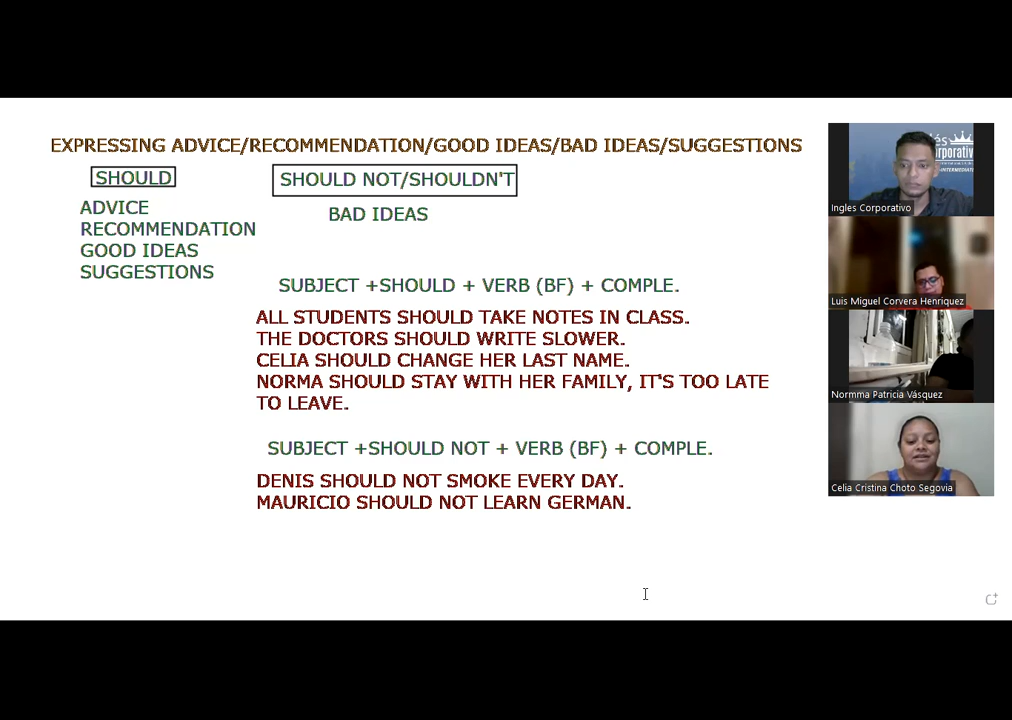 EXPRESSING ADVICE/RECOMMENDATION/GOOD IDEAS/BAD IDEAS/SUGGESTIONS
SHOULD
SHOULD NOT/SHOULDN'T
ADVICE
RECOMMENDATION
GOOD IDEAS
SUGGESTIONS
BAD IDEAS
SUBJECT +SHOULD + VERB (BF) + COMPLE.
ALL STUDENTS SHOULD TAKE NOTES IN CLASS.
THE DOCTORS SHOULD WRITE SLOWER.
CELIA SHOULD CHANGE HER LAST NAME.
NORMA SHOULD STAY WITH HER FAMILY, IT'S TOO LATE
TO LEAVE.
SUBJECT +SHOULD NOT + VERB (BF) + COMPLE.
DENIS SHOULD NOT SMOKE EVERY DAY.
MAURICIO SHOULD NOT LEARN GERMAN.
Ingles Corporativo
Luis Miguel Corvera Henriquez
Normma Patricia Vásquez
Celia Cristina Choto Segovia